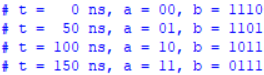 # t =   0 ns, a = 00, b = 1110
# t =  50 ns, a = 01, b = 1101
# t = 100 ns, a = 10, b = 1011
# t = 150 ns, a = 11, b = 0111